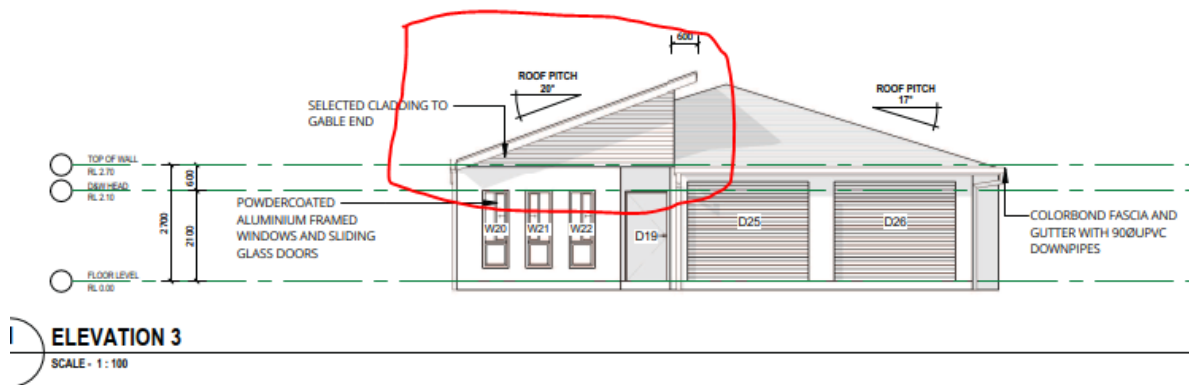 600
ROOF PITCH
20°
ROOF PITCH
17°
SELECTED CLADDING TO
GABLE END
TOP OF WALL
RL 2.70
D&W HEAD
RL 2.10
600
2700
2100
POWDERCOATED
ALUMINIUM FRAMED
WINDOWS AND SLIDING
GLASS DOORS
W20
W21
W22
D19
D25
D26
COLORBOND FASCIA AND
GUTTER WITH 90ØUPVC
DOWNPIPES
FLOOR LEVEL
RL 0.00
ELEVATION 3
SCALE - 1 : 100